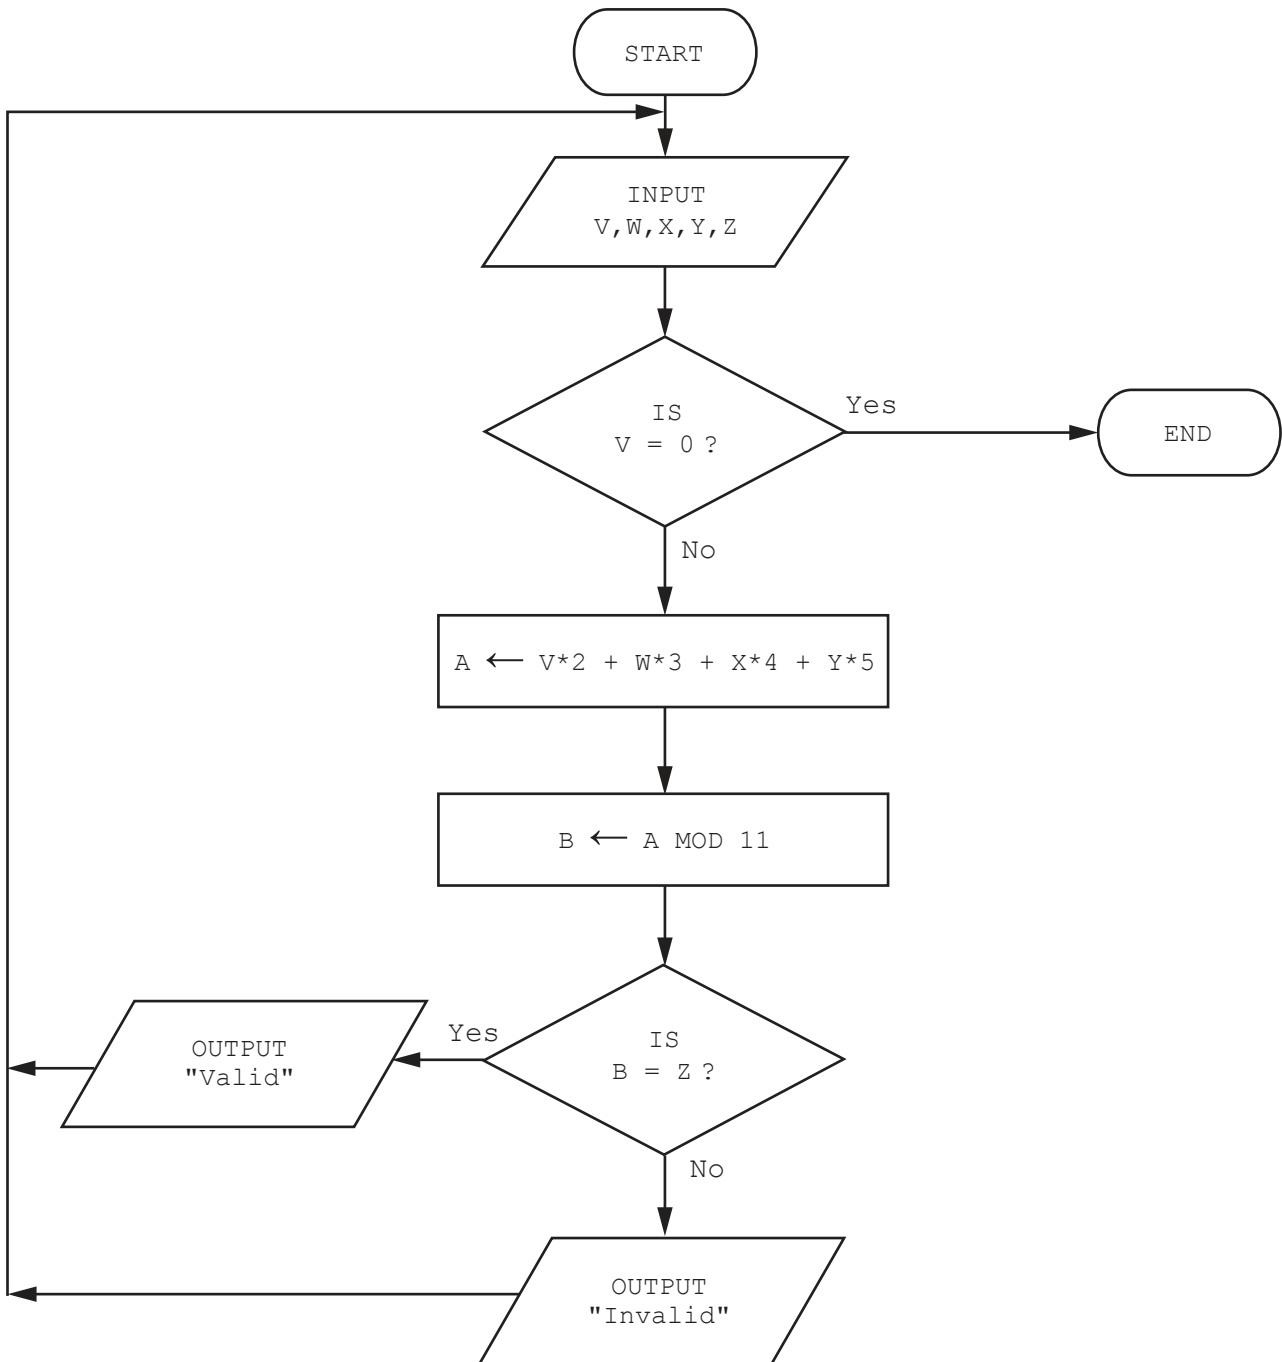 START
INPUT
V,W,X,Y,Z
IS
V = 0 ?
Yes
END
No
A ← V*2 + W*3 + X*4 + Y*5
B ← A MOD 11
IS
B = Z ?
Yes
OUTPUT
"Valid"
No
OUTPUT
"Invalid"